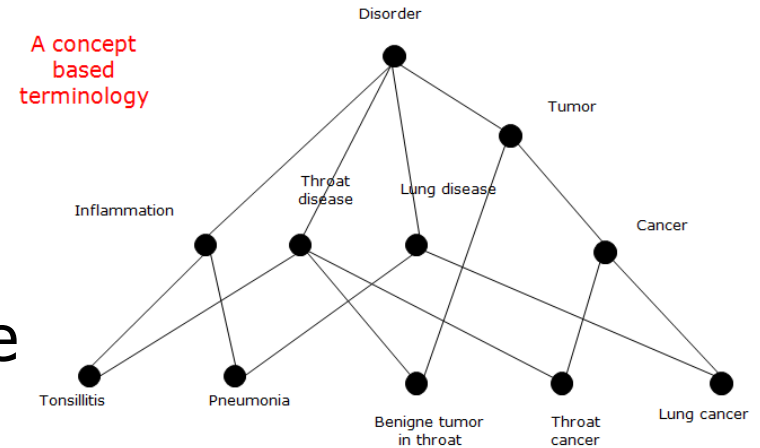 Disorder
A concept
based
terminology
Tumor
Throat
disease
Lung disease
Inflammation
Cancer
e
Tonsillitis
Pneumonia
Benigne tumor
in throat
Throat
cancer
Lung cancer